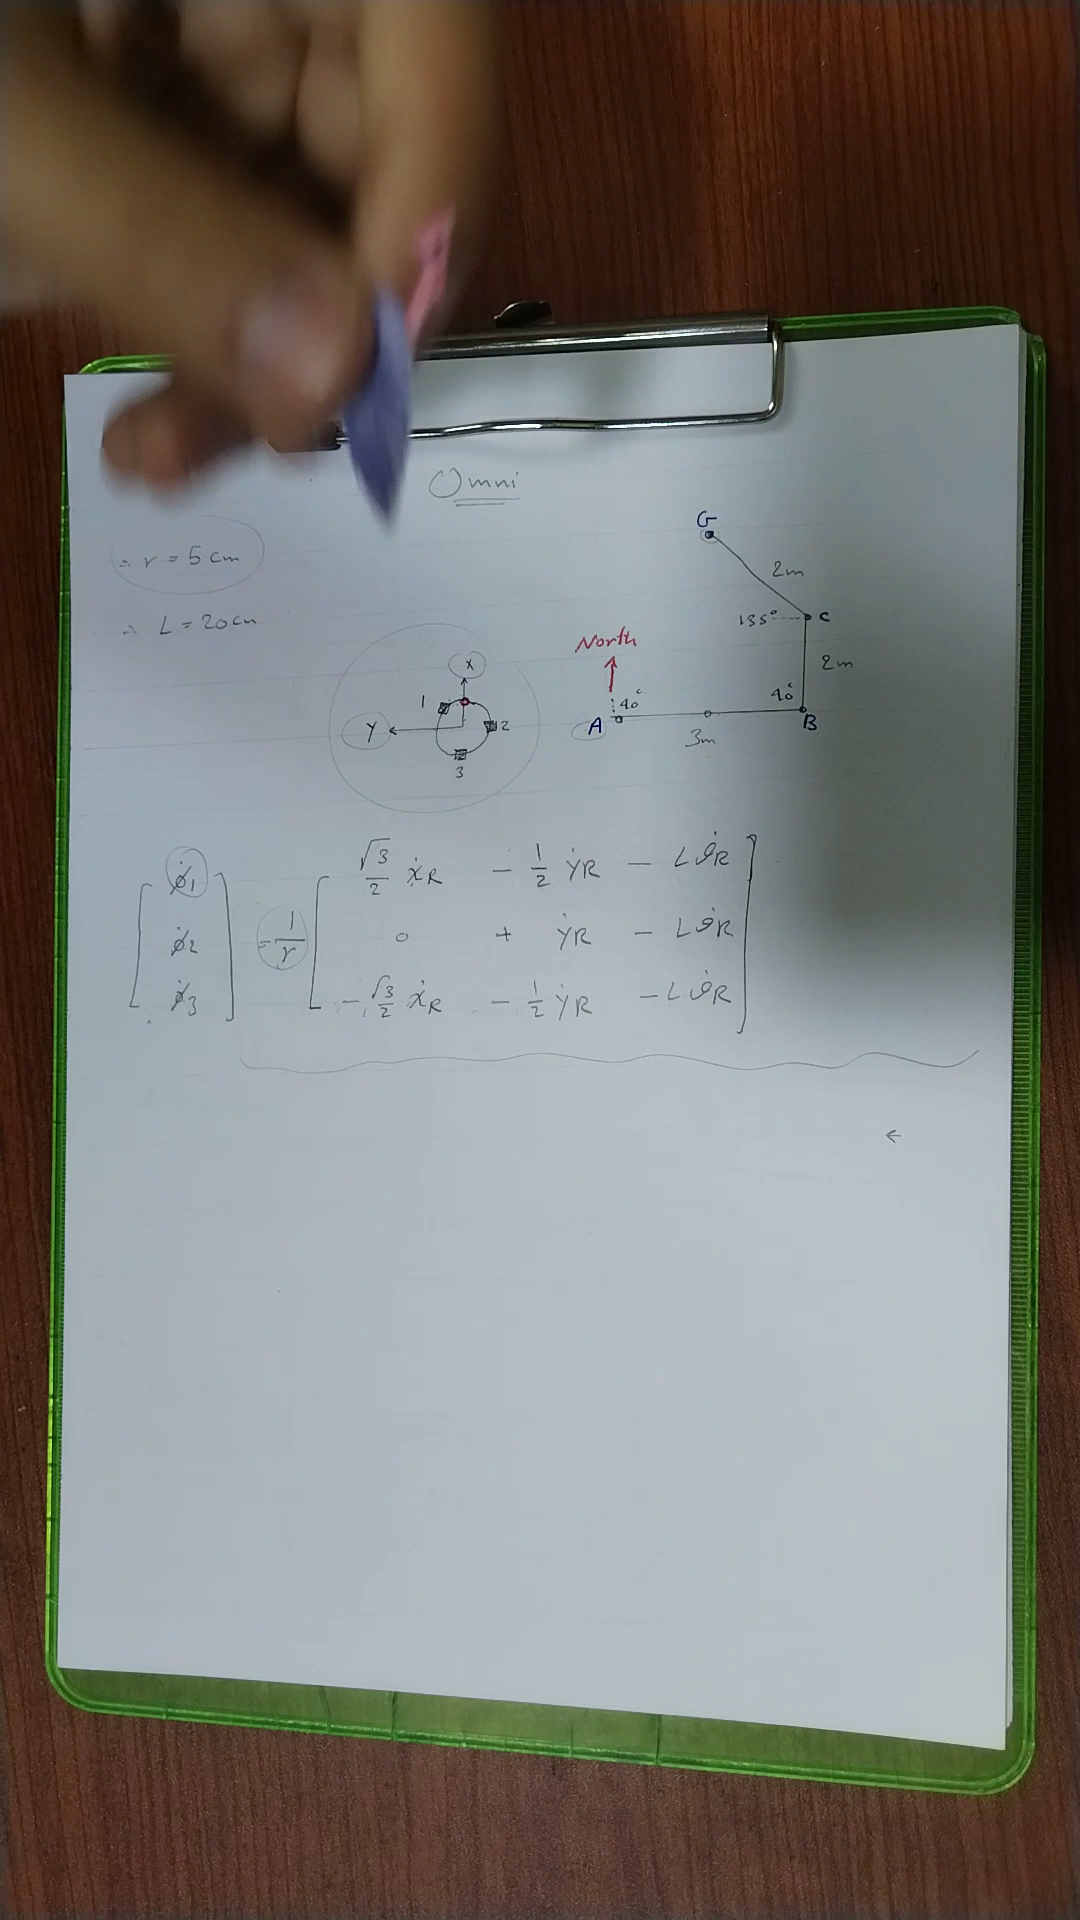 Omni
∴ r = 5 cm
∴ L = 20 cm
G
2m
135° C
North
2m
40° 40°
A B
3m
X
1
Y 2
3
[ φ̇1 ] = 1/r [ √3/2 ẋR - 1/2 ẏR - Lθ̇R ]
[ φ̇2 ] [ 0 + ẏR - Lθ̇R ]
[ φ̇3 ] [ - √3/2 ẋR - 1/2 ẏR - Lθ̇R ]
←